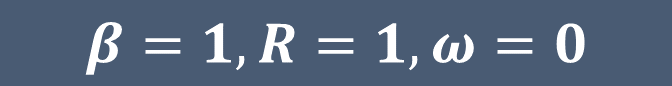 β = 1, R = 1, ω = 0